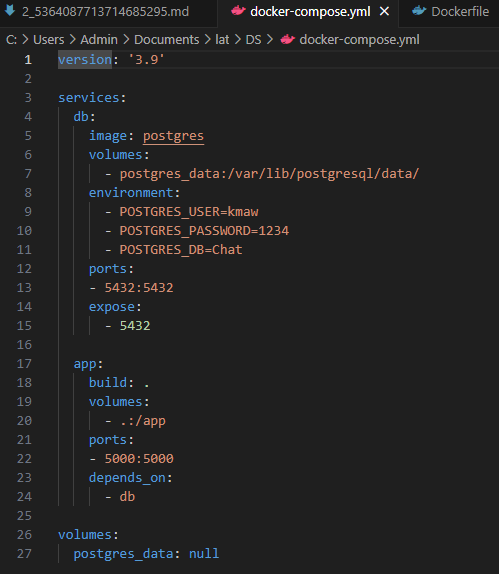 2_5364087713714685295.md docker-compose.yml Dockerfile
C: > Users > Admin > Documents > lat > DS > docker-compose.yml
1 version: '3.9'
2
3 services:
4   db:
5     image: postgres
6     volumes:
7       - postgres_data:/var/lib/postgresql/data/
8     environment:
9       - POSTGRES_USER=kmaw
10       - POSTGRES_PASSWORD=1234
11       - POSTGRES_DB=Chat
12     ports:
13     - 5432:5432
14     expose:
15       - 5432
16
17   app:
18     build: .
19     volumes:
20       - .:/app
21     ports:
22     - 5000:5000
23     depends_on:
24       - db
25
26 volumes:
27   postgres_data: null